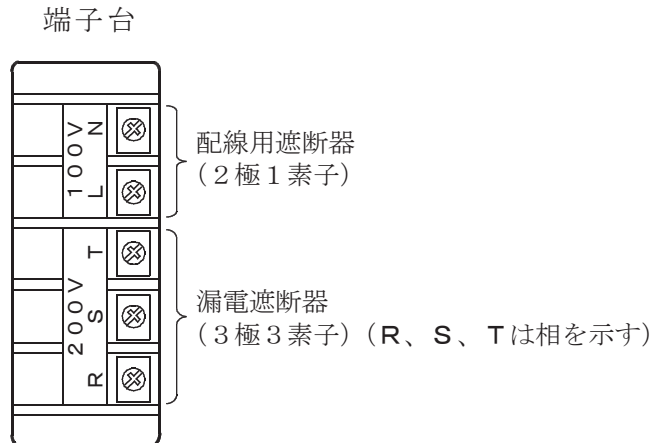 端子台
100V
N
L
配線用遮断器
(2極1素子)
200V
T
S
R
漏電遮断器
(3極3素子)(R、S、Tは相を示す)